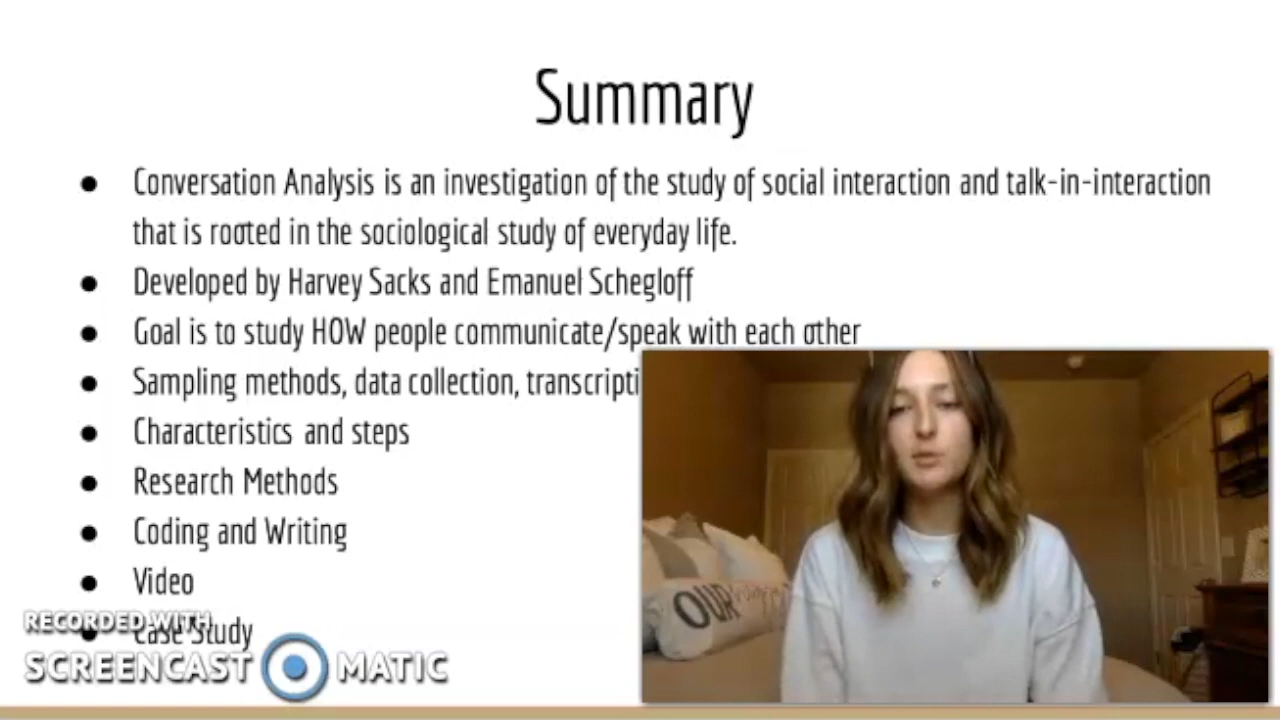 Summary
● Conversation Analysis is an investigation of the study of social interaction and talk-in-interaction
that is rooted in the sociological study of everyday life.
● Developed by Harvey Sacks and Emanuel Schegloff
● Goal is to study HOW people communicate/speak with each other
● Sampling methods, data collection,
● Characteristics and steps
● Research Methods
● Coding and Writing
● Video
● Case Study
RECORDED WITH
SCREENCAST MATIC
OUR